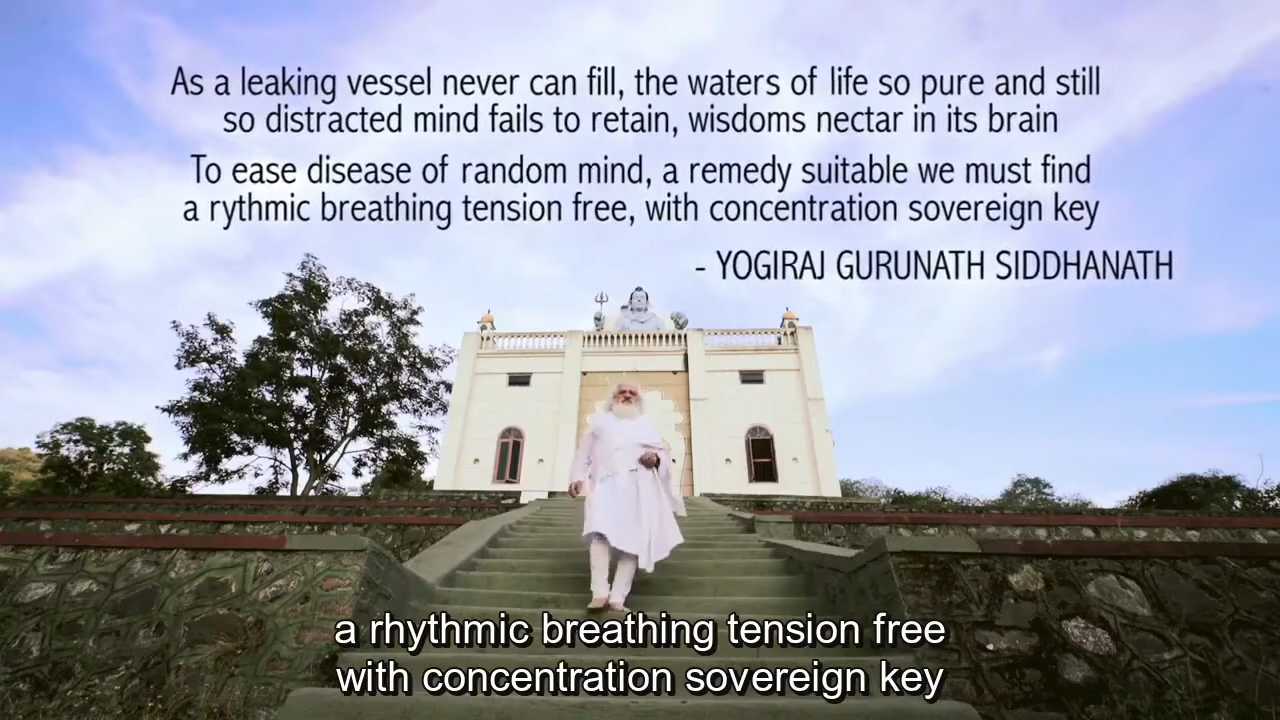 As a leaking vessel never can fill, the waters of life so pure and still
so distracted mind fails to retain, wisdoms nectar in its brain
To ease disease of random mind, a remedy suitable we must find
a rythmic breathing tension free, with concentration sovereign key
- YOGIRAJ GURUNATH SIDDHANATH
a rhythmic breathing tension free
with concentration sovereign key